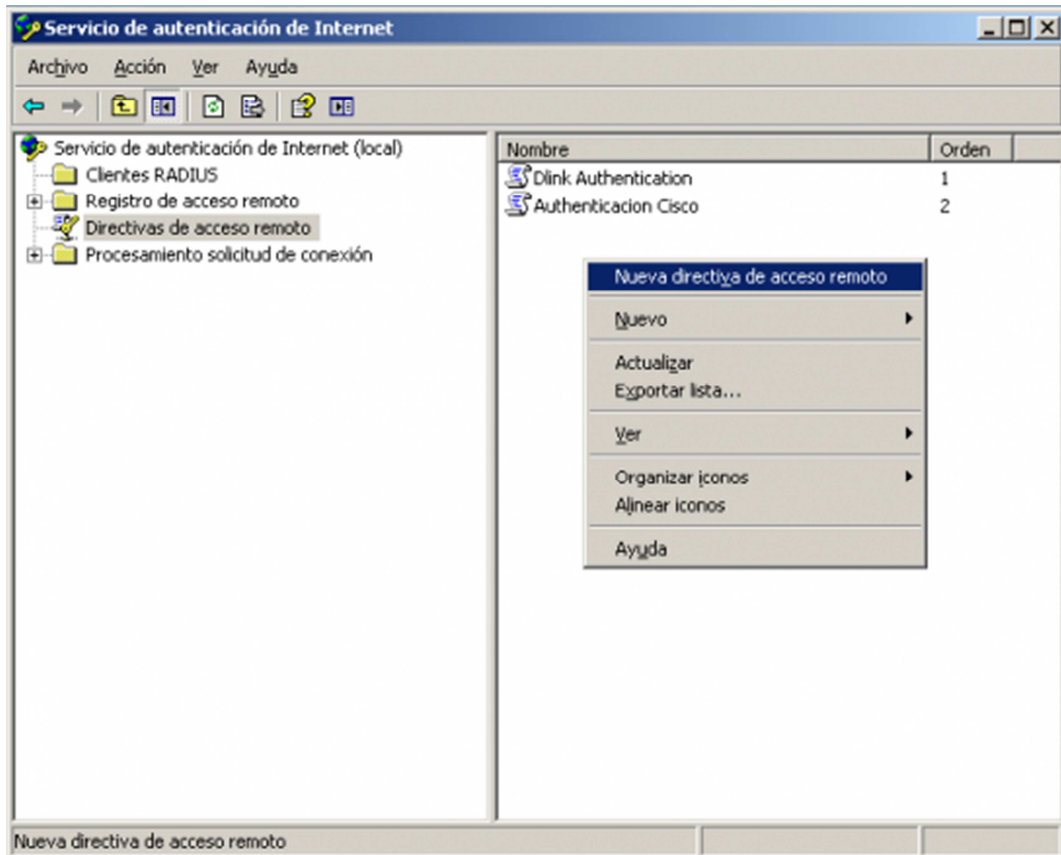 Servicio de autenticación de Internet
Archivo Acción Ver Ayuda
Servicio de autenticación de Internet (local)
Clientes RADIUS
Registro de acceso remoto
Directivas de acceso remoto
Procesamiento solicitud de conexión
Nombre Orden
Dlink Authentication 1
Authenticacion Cisco 2
Nueva directiva de acceso remoto
Nuevo
Actualizar
Exportar lista...
Ver
Organizar iconos
Alinear iconos
Ayuda
Nueva directiva de acceso remoto